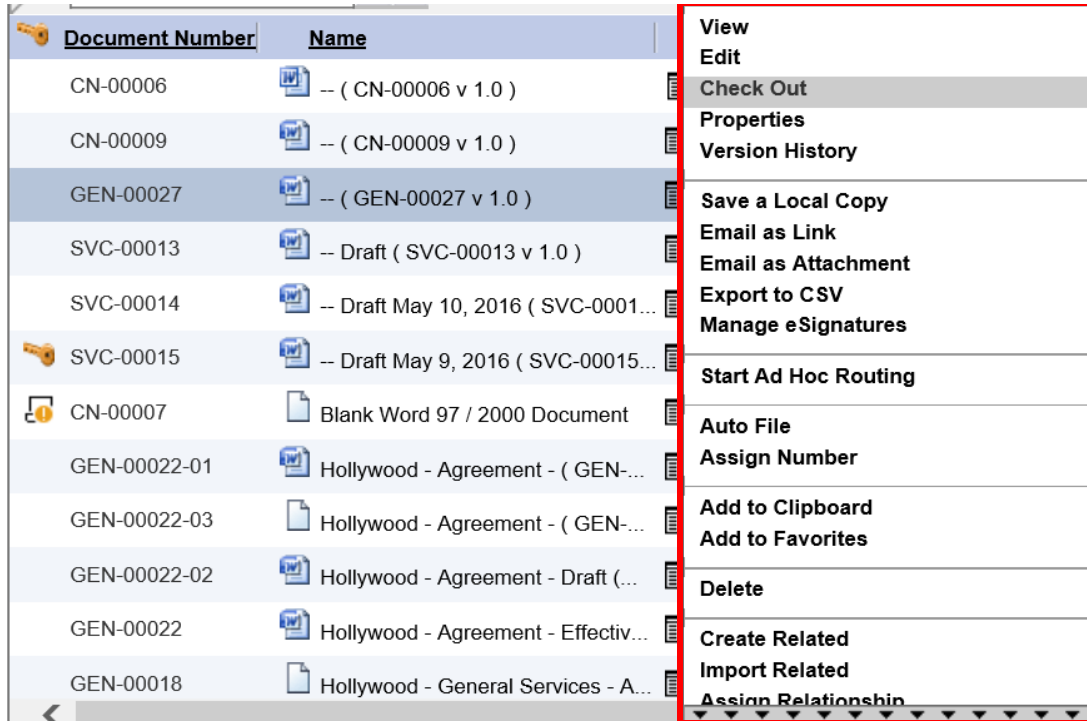 Document Number Name
CN-00006 -- ( CN-00006 v 1.0 )
CN-00009 -- ( CN-00009 v 1.0 )
GEN-00027 -- ( GEN-00027 v 1.0 )
SVC-00013 -- Draft ( SVC-00013 v 1.0 )
SVC-00014 -- Draft May 10, 2016 ( SVC-0001...
SVC-00015 -- Draft May 9, 2016 ( SVC-00015...
CN-00007 Blank Word 97 / 2000 Document
GEN-00022-01 Hollywood - Agreement - ( GEN-...
GEN-00022-03 Hollywood - Agreement - ( GEN-...
GEN-00022-02 Hollywood - Agreement - Draft (...
GEN-00022 Hollywood - Agreement - Effectiv...
GEN-00018 Hollywood - General Services - A...
View
Edit
Check Out
Properties
Version History
Save a Local Copy
Email as Link
Email as Attachment
Export to CSV
Manage eSignatures
Start Ad Hoc Routing
Auto File
Assign Number
Add to Clipboard
Add to Favorites
Delete
Create Related
Import Related
Assign Relationship